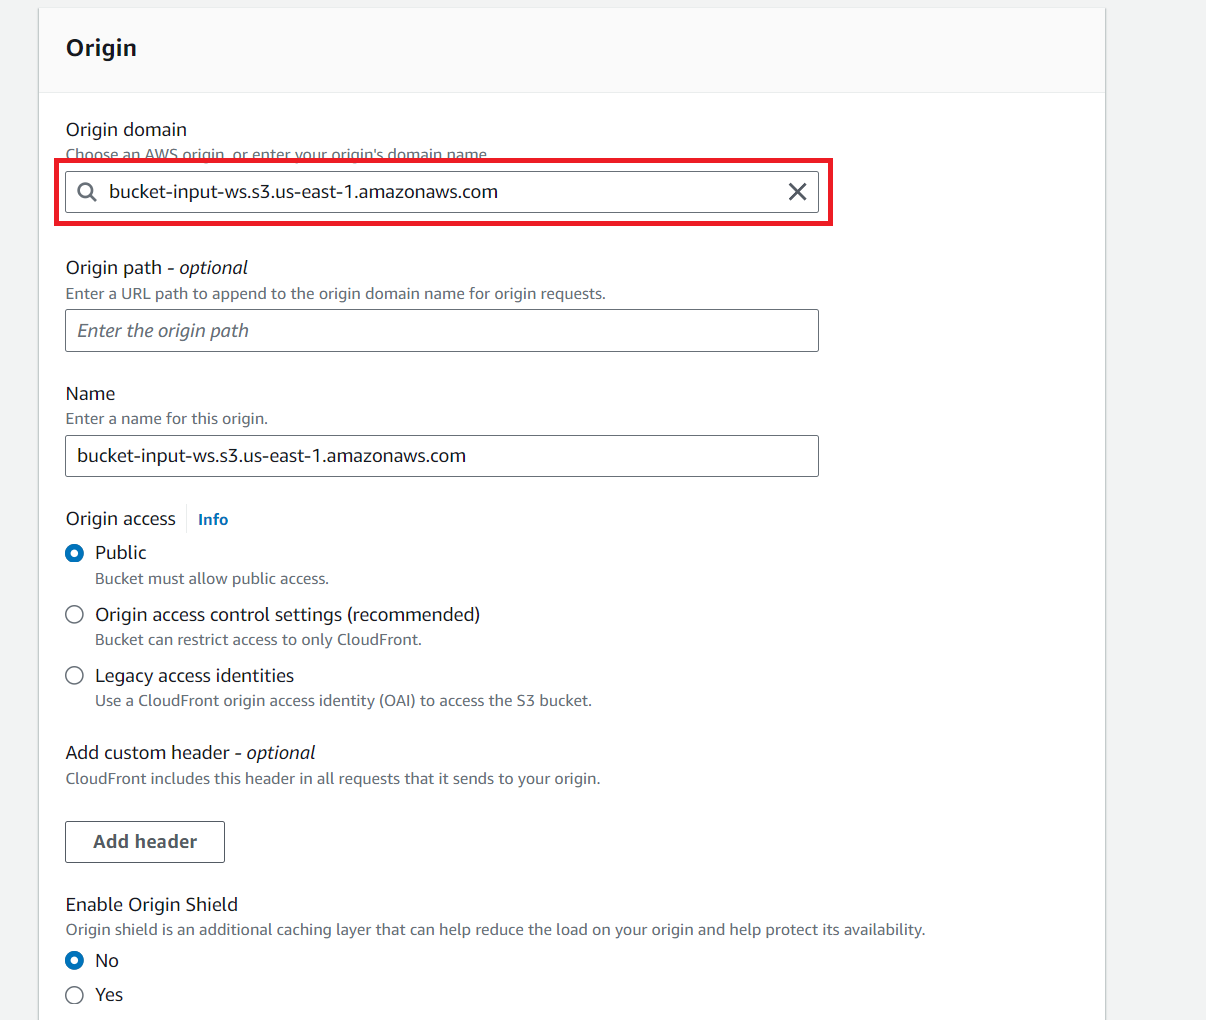 Origin
Origin domain
Choose an AWS origin, or enter your origin's domain name.
bucket-input-ws.s3.us-east-1.amazonaws.com
Origin path - optional
Enter a URL path to append to the origin domain name for origin requests.
Enter the origin path
Name
Enter a name for this origin.
bucket-input-ws.s3.us-east-1.amazonaws.com
Origin access Info
Public
Bucket must allow public access.
Origin access control settings (recommended)
Bucket can restrict access to only CloudFront.
Legacy access identities
Use a CloudFront origin access identity (OAI) to access the S3 bucket.
Add custom header - optional
CloudFront includes this header in all requests that it sends to your origin.
Add header
Enable Origin Shield
Origin shield is an additional caching layer that can help reduce the load on your origin and help protect its availability.
No
Yes